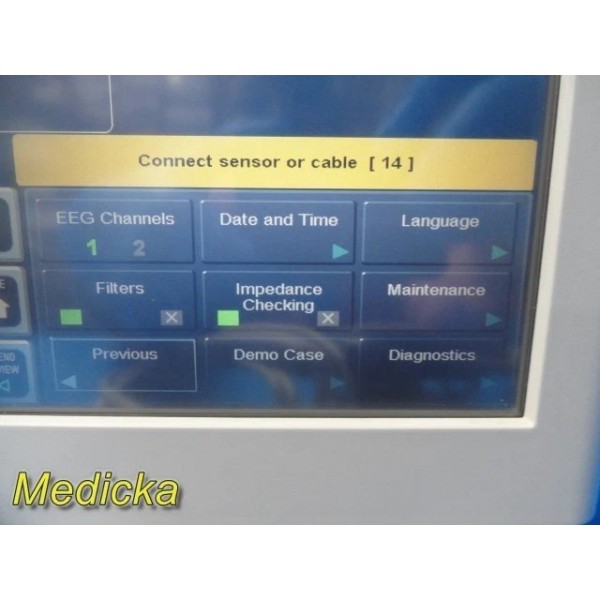 Connect sensor or cable [ 14 ]
EEG Channels
1 2
Date and Time
Language
Filters
Impedance
Checking
Maintenance
Previous
Demo Case
Diagnostics
Medicka